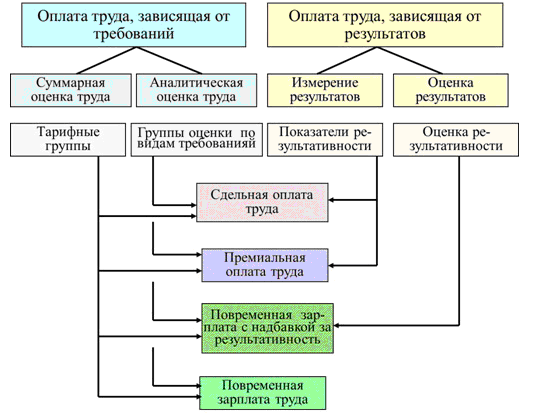 Оплата труда, зависящая от
требований
Оплата труда, зависящая от
результатов
Суммарная
оценка труда
Аналитическая
оценка труда
Измерение
результатов
Оценка
результатов
Тарифные
группы
Группы оценки по
видам требованияй
Показатели ре-
зультативности
Оценка ре-
зультативности
Сдельная оплата
труда
Премиальная
оплата труда
Повременная зар-
плата с надбавкой за
результативность
Повременная
зарплата труда